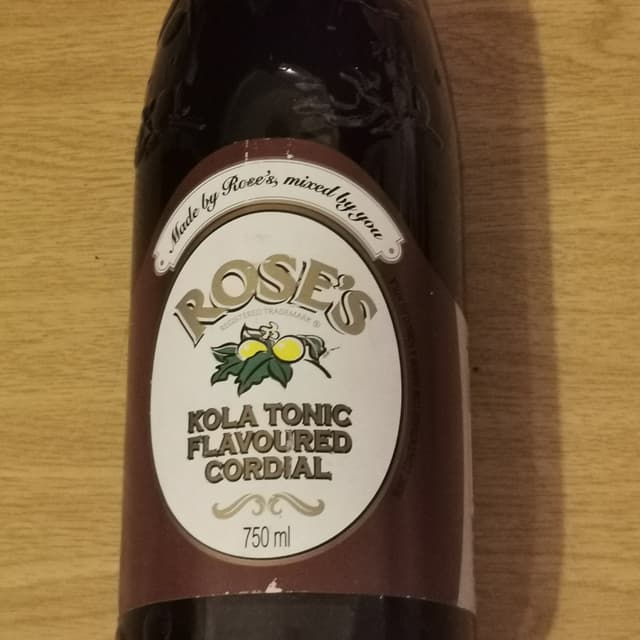 Made by Rose's, mixed by you
ROSE'S
REGISTERED TRADEMARK ®
KOLA TONIC
FLAVOURED
CORDIAL
750 ml